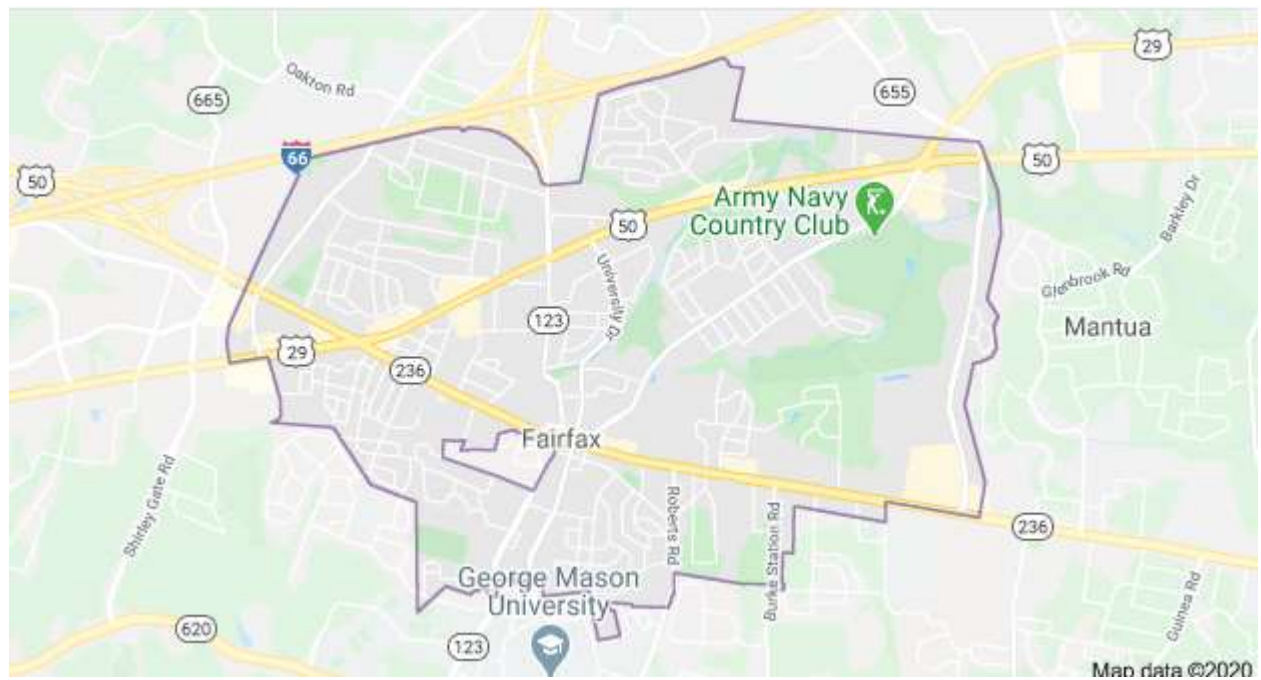 29
Oakton Rd
665
655
66
50
50
Army Navy
Country Club
50
Barkley Dr
University Dr
Glenbrook Rd
123
Mantua
29
236
Fairfax
Shirley Gate Rd
Roberts Rd
Burke Station Rd
236
George Mason
University
Guinea Rd
620
123
Map data ©2020